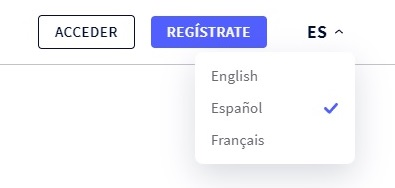 ACCEDER REGÍSTRATE ES
English
Español
Français